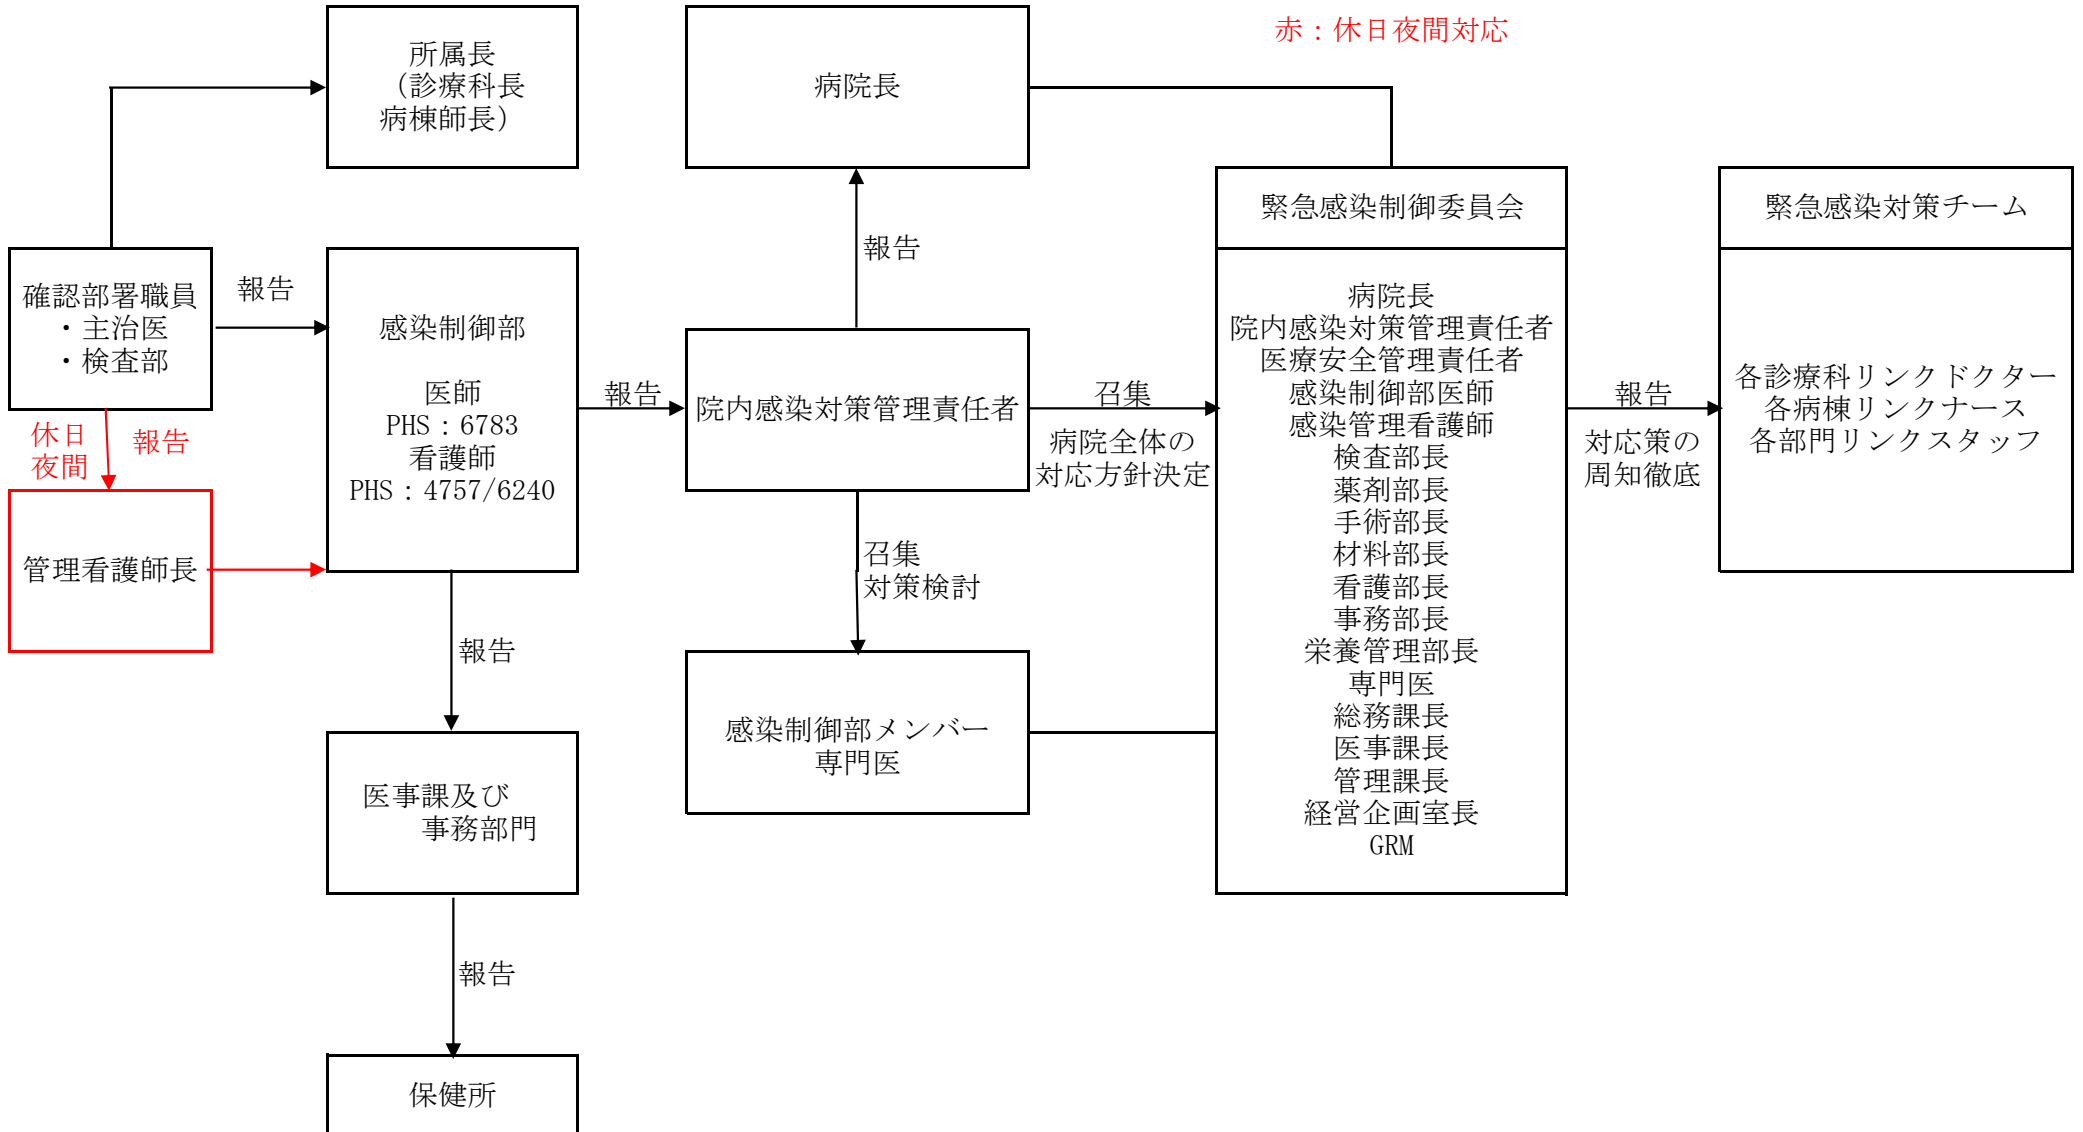 赤：休日夜間対応
所属長
（診療科長
病棟師長）
病院長
緊急感染制御委員会
緊急感染対策チーム
確認部署職員
・主治医
・検査部
報告
感染制御部
医師
PHS：6783
看護師
PHS：4757/6240
報告
報告
院内感染対策管理責任者
召集
病院全体の
対応方針決定
病院長
院内感染対策管理責任者
医療安全管理責任者
感染制御部医師
感染管理看護師
検査部長
薬剤部長
手術部長
材料部長
看護部長
事務部長
栄養管理部長
専門医
総務課長
医事課長
管理課長
経営企画室長
GRM
報告
対応策の
周知徹底
各診療科リンクドクター
各病棟リンクナース
各部門リンクスタッフ
休日
夜間
報告
管理看護師長
召集
対策検討
報告
感染制御部メンバー
専門医
医事課及び
事務部門
報告
保健所